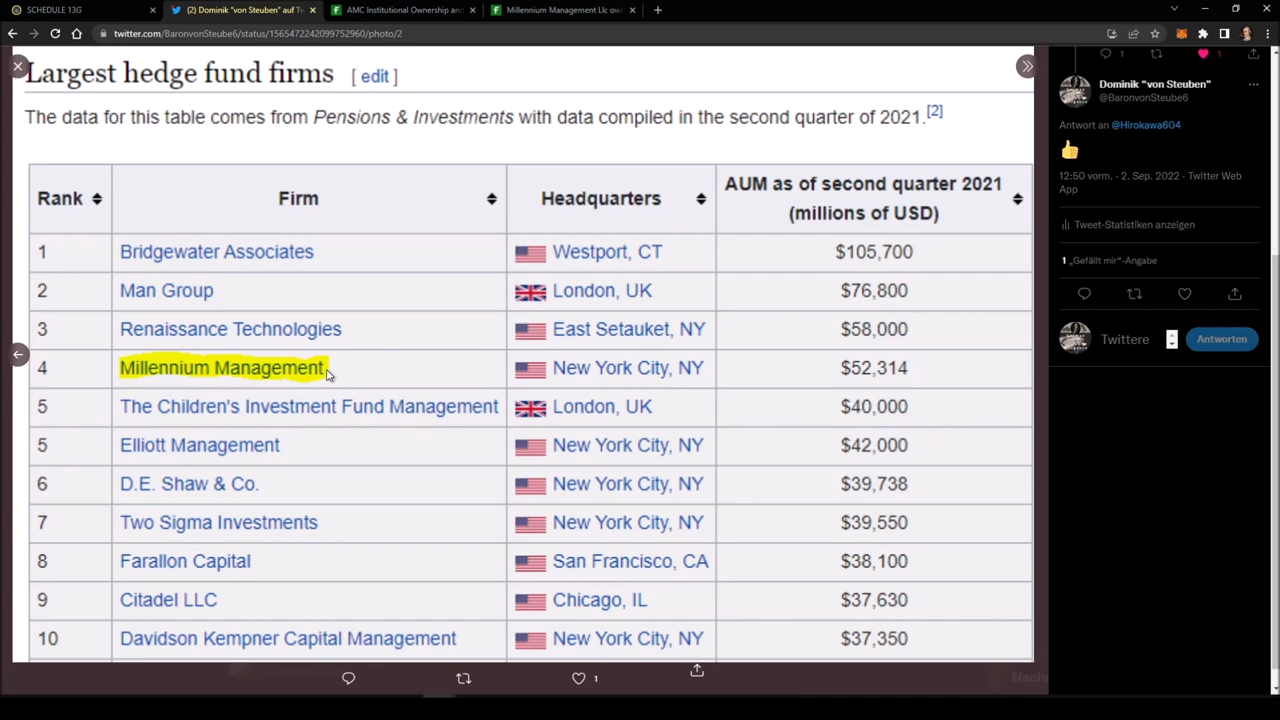 SCHEDULE 13G
(2) Dominik "von Steuben" auf Tw
AMC Institutional Ownership and
Millennium Management Llc ow
twitter.com/BaronvonSteube6/status/1565472242099752960/photo/2
Largest hedge fund firms [ edit ]
The data for this table comes from Pensions & Investments with data compiled in the second quarter of 2021.[2]
Rank Firm Headquarters AUM as of second quarter 2021 (millions of USD)
1 Bridgewater Associates Westport, CT $105,700
2 Man Group London, UK $76,800
3 Renaissance Technologies East Setauket, NY $58,000
4 Millennium Management New York City, NY $52,314
5 The Children's Investment Fund Management London, UK $40,000
5 Elliott Management New York City, NY $42,000
6 D.E. Shaw & Co. New York City, NY $39,738
7 Two Sigma Investments New York City, NY $39,550
8 Farallon Capital San Francisco, CA $38,100
9 Citadel LLC Chicago, IL $37,630
10 Davidson Kempner Capital Management New York City, NY $37,350
1
1 1
Dominik "von Steuben"
@BaronvonSteube6
Antwort an @Hirokawa604
12:50 vorm. · 2. Sep. 2022 · Twitter Web
App
Tweet-Statistiken anzeigen
1 „Gefällt mir“-Angabe
Twittere
Antworten
Nach